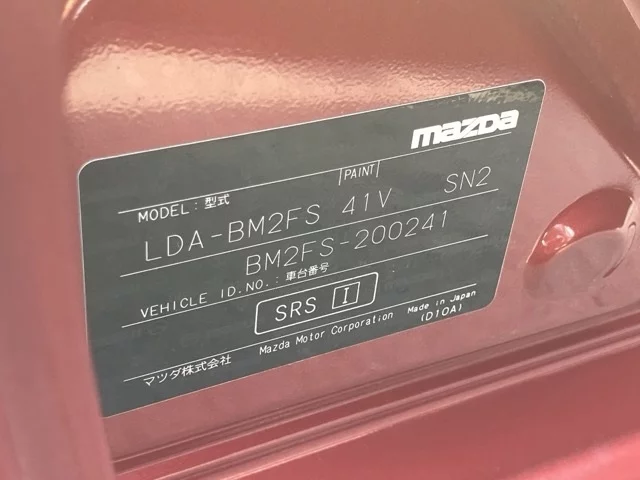 mazda
MODEL:型式 PAINT
LDA-BM2FS 41V SN2
BM2FS-200241
VEHICLE ID.NO.:車台番号
SRS I
マツダ株式会社 Mazda Motor Corporation Made in Japan
(D10A)